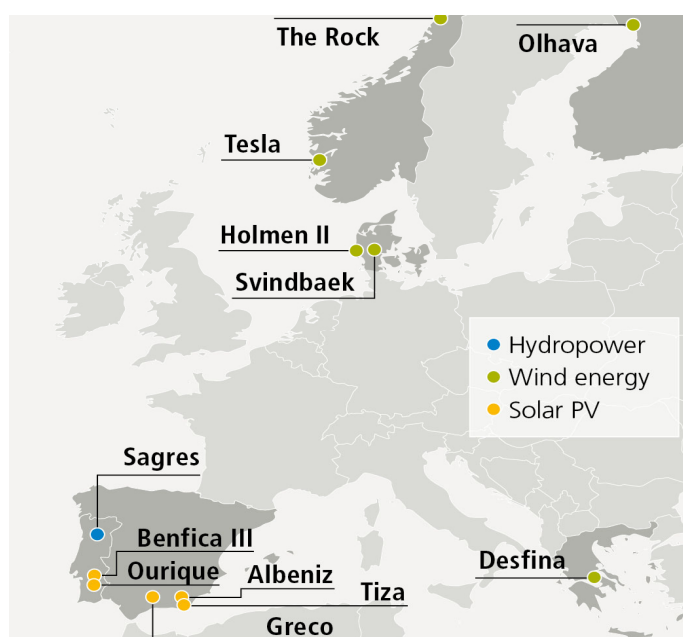 The Rock
Olhava
Tesla
Holmen II
Svindbaek
Hydropower
Wind energy
Solar PV
Sagres
Benfica III
Ourique
Albeniz
Desfina
Tiza
Greco